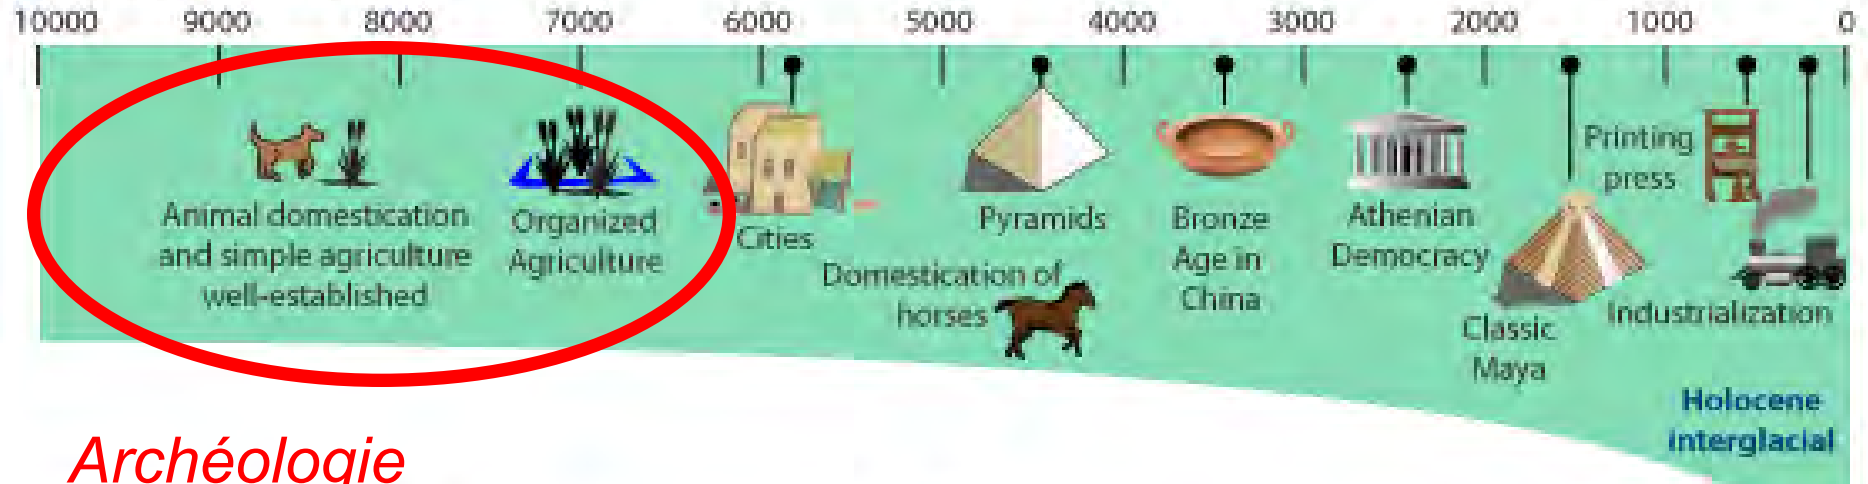 10000 9000 8000 7000 6000 5000 4000 3000 2000 1000 0
Animal domestication
and simple agriculture
well-established
Organized
Agriculture
Cities
Domestication of
horses
Pyramids
Bronze
Age in
China
Athenian
Democracy
Classic
Maya
Printing
press
Industrialization
Holocene
interglacial
Archéologie